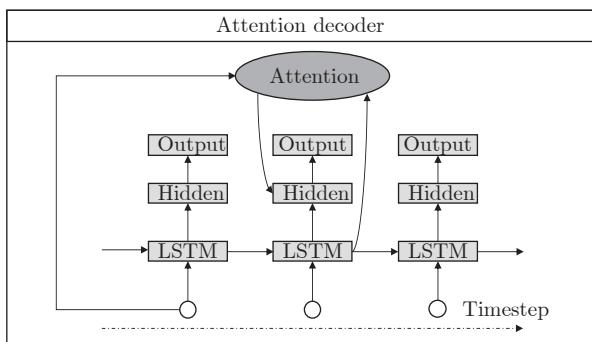 Attention decoder
Attention
Output Output Output
Hidden Hidden Hidden
LSTM LSTM LSTM
Timestep